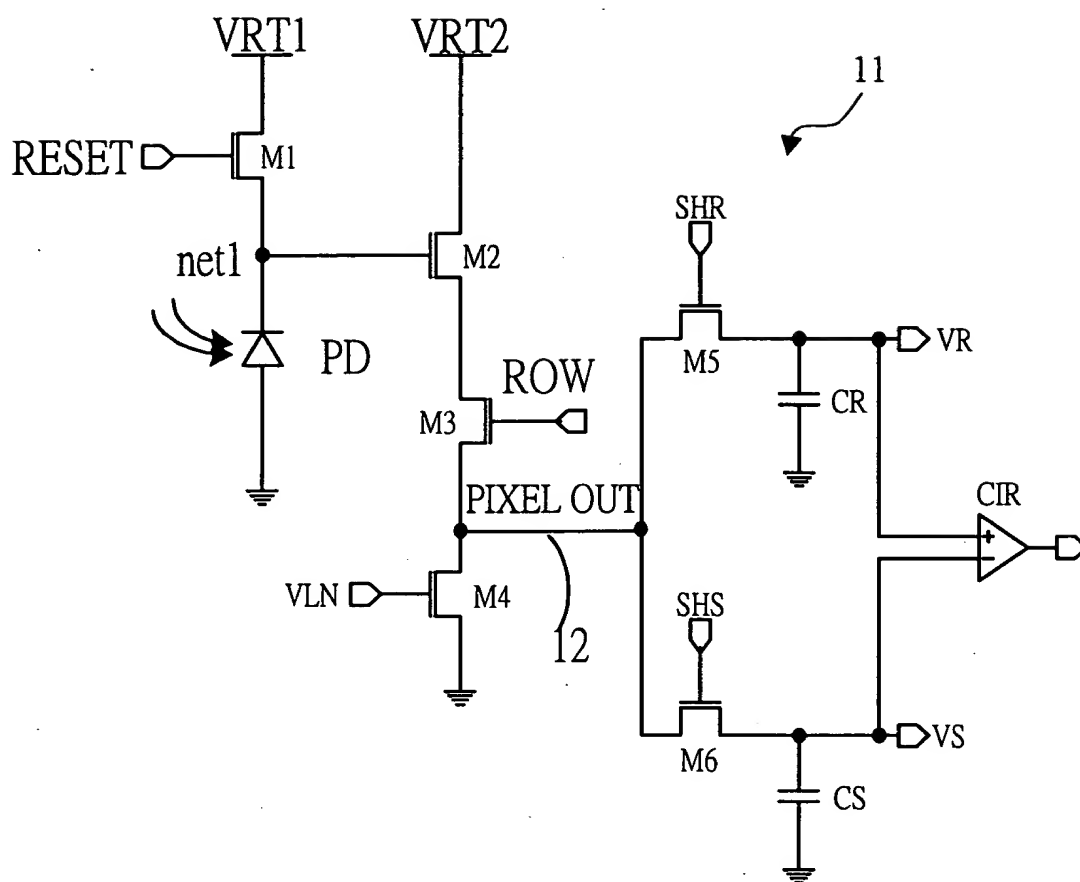 VRT1
VRT2
11
RESET
M1
SHR
net1
M2
PD
M5
VR
ROW
CR
M3
PIXEL OUT
CIR
+
−
VLN
M4
SHS
12
M6
VS
CS